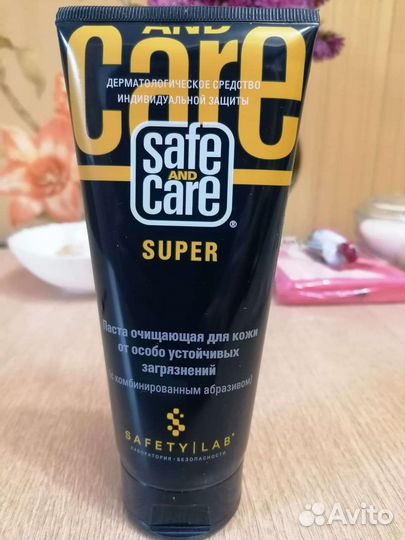 AND
care
ДЕРМАТОЛОГИЧЕСКОЕ СРЕДСТВО
ИНДИВИДУАЛЬНОЙ ЗАЩИТЫ
safe
AND
care®
SUPER
Паста очищающая для кожи
от особо устойчивых
загрязнений
(с комбинированным абразивом)
SAFETY|LAB™
ЛАБОРАТОРИЯ • БЕЗОПАСНОСТИ
Avito